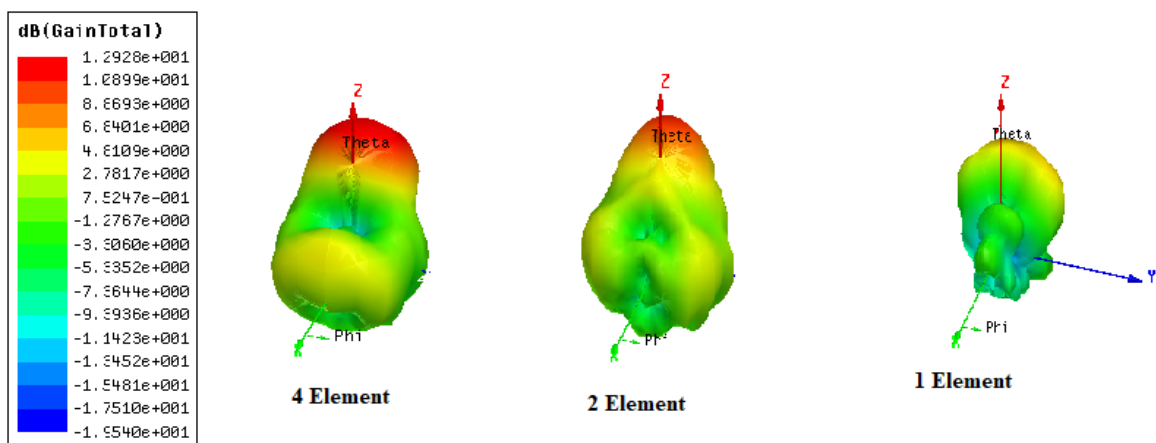 dB(GainTotal)
1.2928e+001
1.0899e+001
8.8693e+000
6.8401e+000
4.8109e+000
2.7817e+000
7.5247e-001
-1.2767e+000
-3.3060e+000
-5.3352e+000
-7.3644e+000
-9.3936e+000
-1.1423e+001
-1.3452e+001
-1.5481e+001
-1.7510e+001
-1.9540e+001
Z
Theta
Phi
4 Element
Z
Theta
Phi
2 Element
Z
Theta
Y
Phi
1 Element